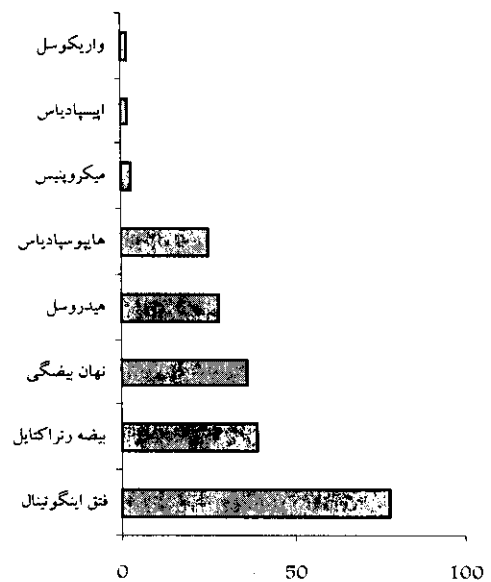 واریکوسل
اپیسپادیاس
میکروپنیس
هایپوسپادیاس
هیدروسل
نهان بیضگی
بیضه رتراکتایل
فتق اینگوئینال
0 50 100